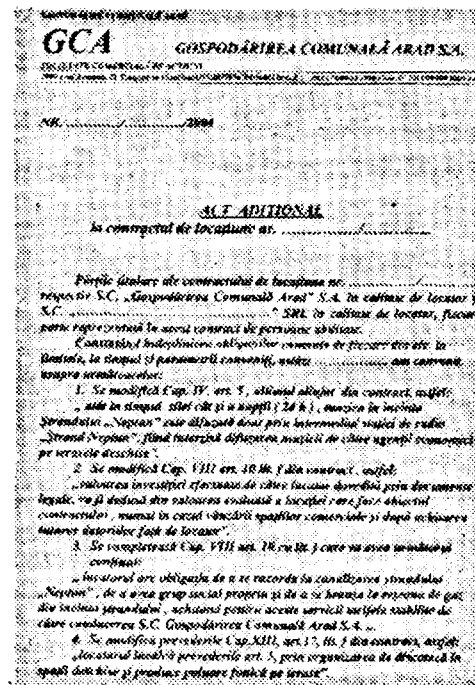 GCA GOSPODĂRIREA COMUNALĂ ARAD S.A.
NR. ............/............/2004
ACT ADIȚIONAL
la contractul de locațiune nr. ............/............
Părțile titulare ale contractului de locațiune nr. ............/............
respectiv S.C. „Gospodărirea Comunală Arad" S.A. în calitate de locator și
S.C. „............" SRL în calitate de locator, fiecare
parte reprezentată în acest contract de persoane abilitate.
Constatând îndeplinirea obligațiilor asumate de fiecare din ele, în
limitele, la timpul și parametrii conveniți, astăzi ............ am convenit
asupra următoarelor:
1. Se modifică Cap. IV, art. 5, ultimul aliniat din contract, astfel:
„atât în timpul zilei cât și a nopții (24 h), muzica în incinta
Ștrandului „Neptun" este difuzată doar prin intermediul stației de radio
„Ștrand Neptun", fiind interzisă difuzarea muzicii de către agenții economici
pe terasele deschise".
2. Se modifică Cap. VIII art. 10 lit. f din contract, astfel:
„valoarea investiției efectuate de către locator dovedită prin documente
legale, va fi dedusă din valoarea evaluată a locației care face obiectul
contractului, numai în cazul vânzării spațiilor comerciale și după achitarea
tuturor datoriilor față de locator".
3. Se completează Cap. VIII art. 10 cu lit. j care va avea următorul
conținut:
„locatorul are obligația de a se racorda la canalizarea ștrandului
„Neptun", de a avea grup social propriu și de a se branșa la rețeaua de gaz
din incinta ștrandului, achitând pentru aceste servicii tarifele stabilite de
către conducerea S.C. Gospodărirea Comunală Arad S.A. „
4. Se modifică prevederile Cap. XIII, art. 17, lit. f din contract, astfel:
„locatorul încalcă prevederile art. 5, prin organizarea de discotecă în
spații deschise și produce poluare fonică pe terase".